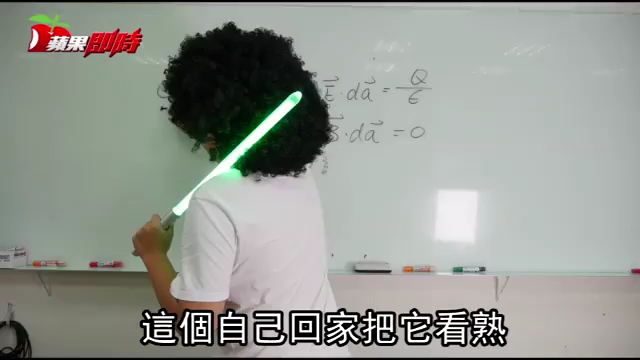 蘋果即時
E⃗·da⃗ = Q/ε
·da⃗ = 0
這個自己回家把它看熟